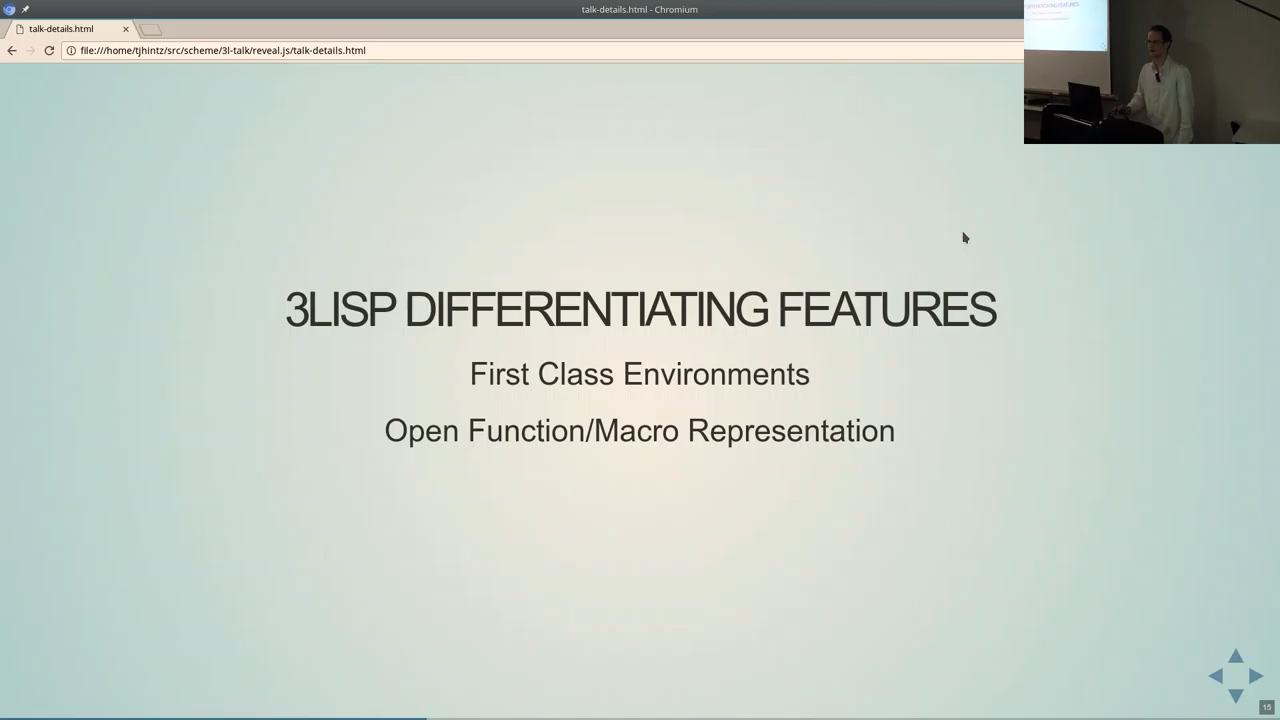 talk-details.html - Chromium
talk-details.html
file:///home/tjhintz/src/scheme/3l-talk/reveal.js/talk-details.html
3LISP DIFFERENTIATING FEATURES
First Class Environments
Open Function/Macro Representation
15